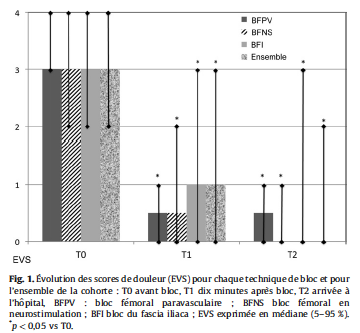 4
3
2
1
0
EVS
BFPV
BFNS
BFI
Ensemble
* * * *
* * * *
T0 T1 T2
Fig. 1. Évolution des scores de douleur (EVS) pour chaque technique de bloc et pour
l'ensemble de la cohorte : T0 avant bloc, T1 dix minutes après bloc, T2 arrivée à
l'hôpital, BFPV : bloc fémoral paravasculaire ; BFNS bloc fémoral en
neurostimulation ; BFI bloc du fascia iliaca ; EVS exprimée en médiane (5–95 %).
* p < 0,05 vs T0.